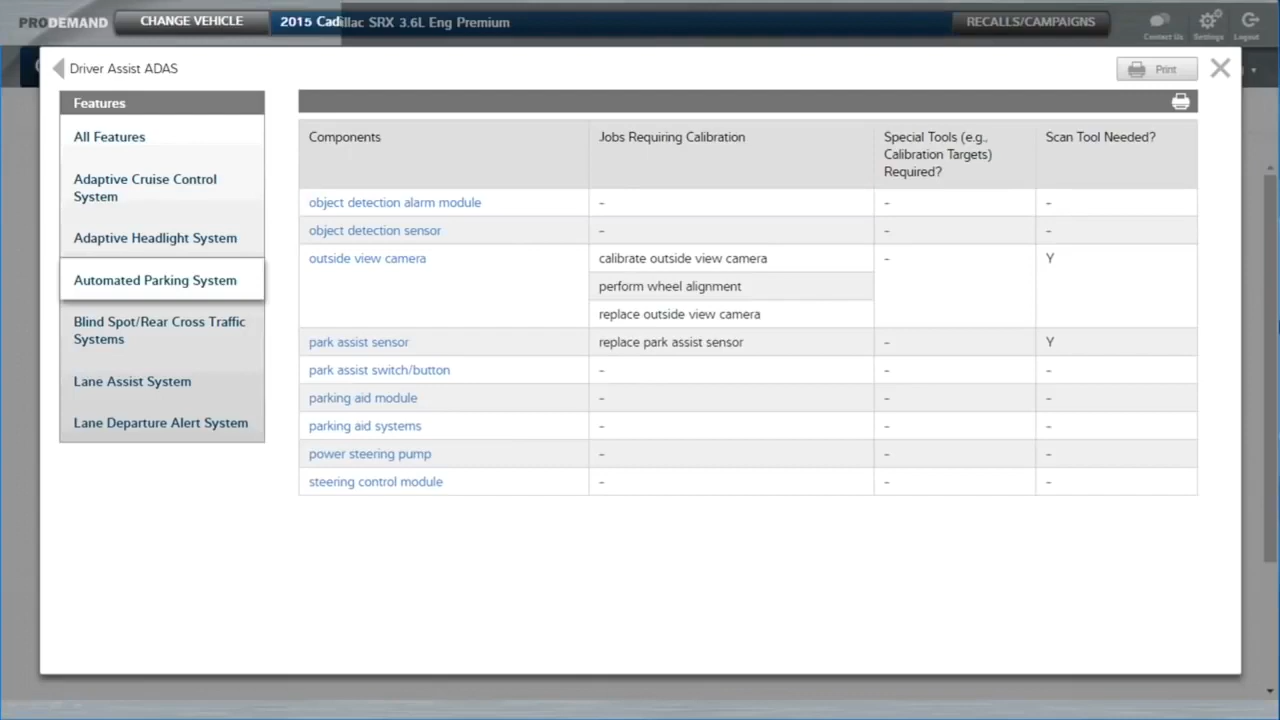 PRODEMAND
CHANGE VEHICLE
2015 Cadillac SRX 3.6L Eng Premium
RECALLS/CAMPAIGNS
Contact Us
Settings
Logout
Driver Assist ADAS
Print
Features
All Features
Adaptive Cruise Control
System
Adaptive Headlight System
Automated Parking System
Blind Spot/Rear Cross Traffic
Systems
Lane Assist System
Lane Departure Alert System
Components
Jobs Requiring Calibration
Special Tools (e.g.,
Calibration Targets)
Required?
Scan Tool Needed?
object detection alarm module - - -
object detection sensor - - -
outside view camera calibrate outside view camera - Y
perform wheel alignment
replace outside view camera
park assist sensor replace park assist sensor - Y
park assist switch/button - - -
parking aid module - - -
parking aid systems - - -
power steering pump - - -
steering control module - - -